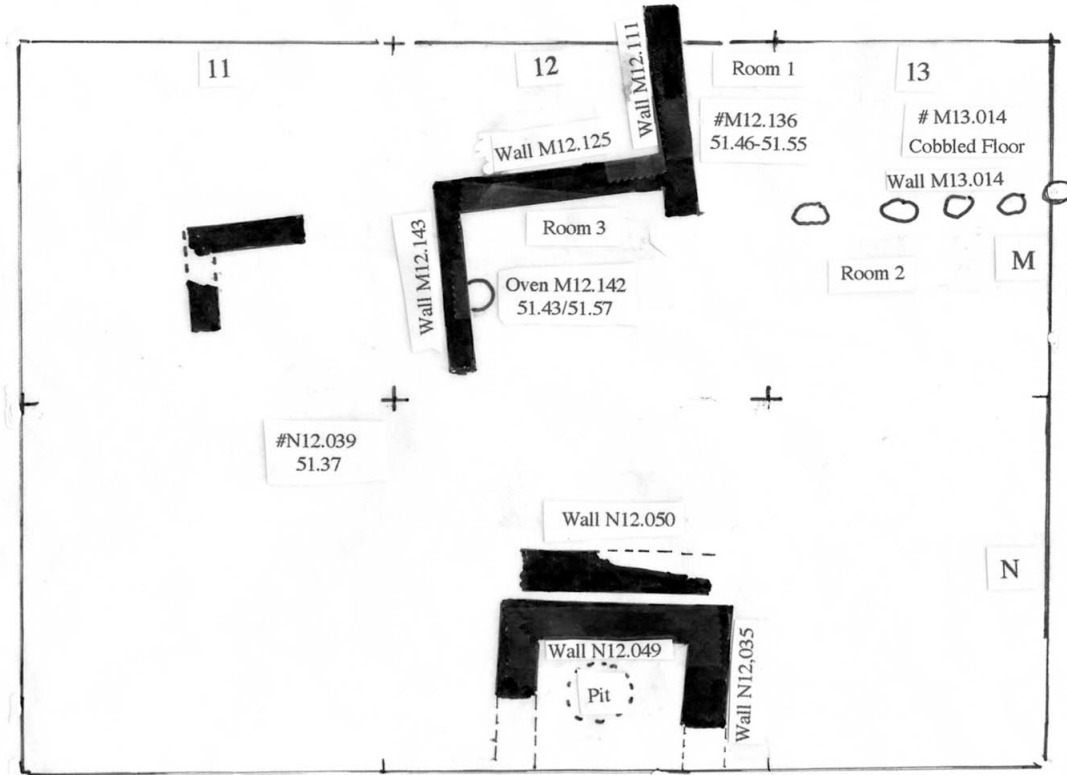 11
12
13
Wall M12.111
Room 1
#M12.136
51.46-51.55
# M13.014
Cobbled Floor
Wall M12.125
Wall M13.014
Wall M12.143
Room 3
Room 2
M
Oven M12.142
51.43/51.57
#N12.039
51.37
Wall N12.050
N
Wall N12.049
Wall N12,035
Pit